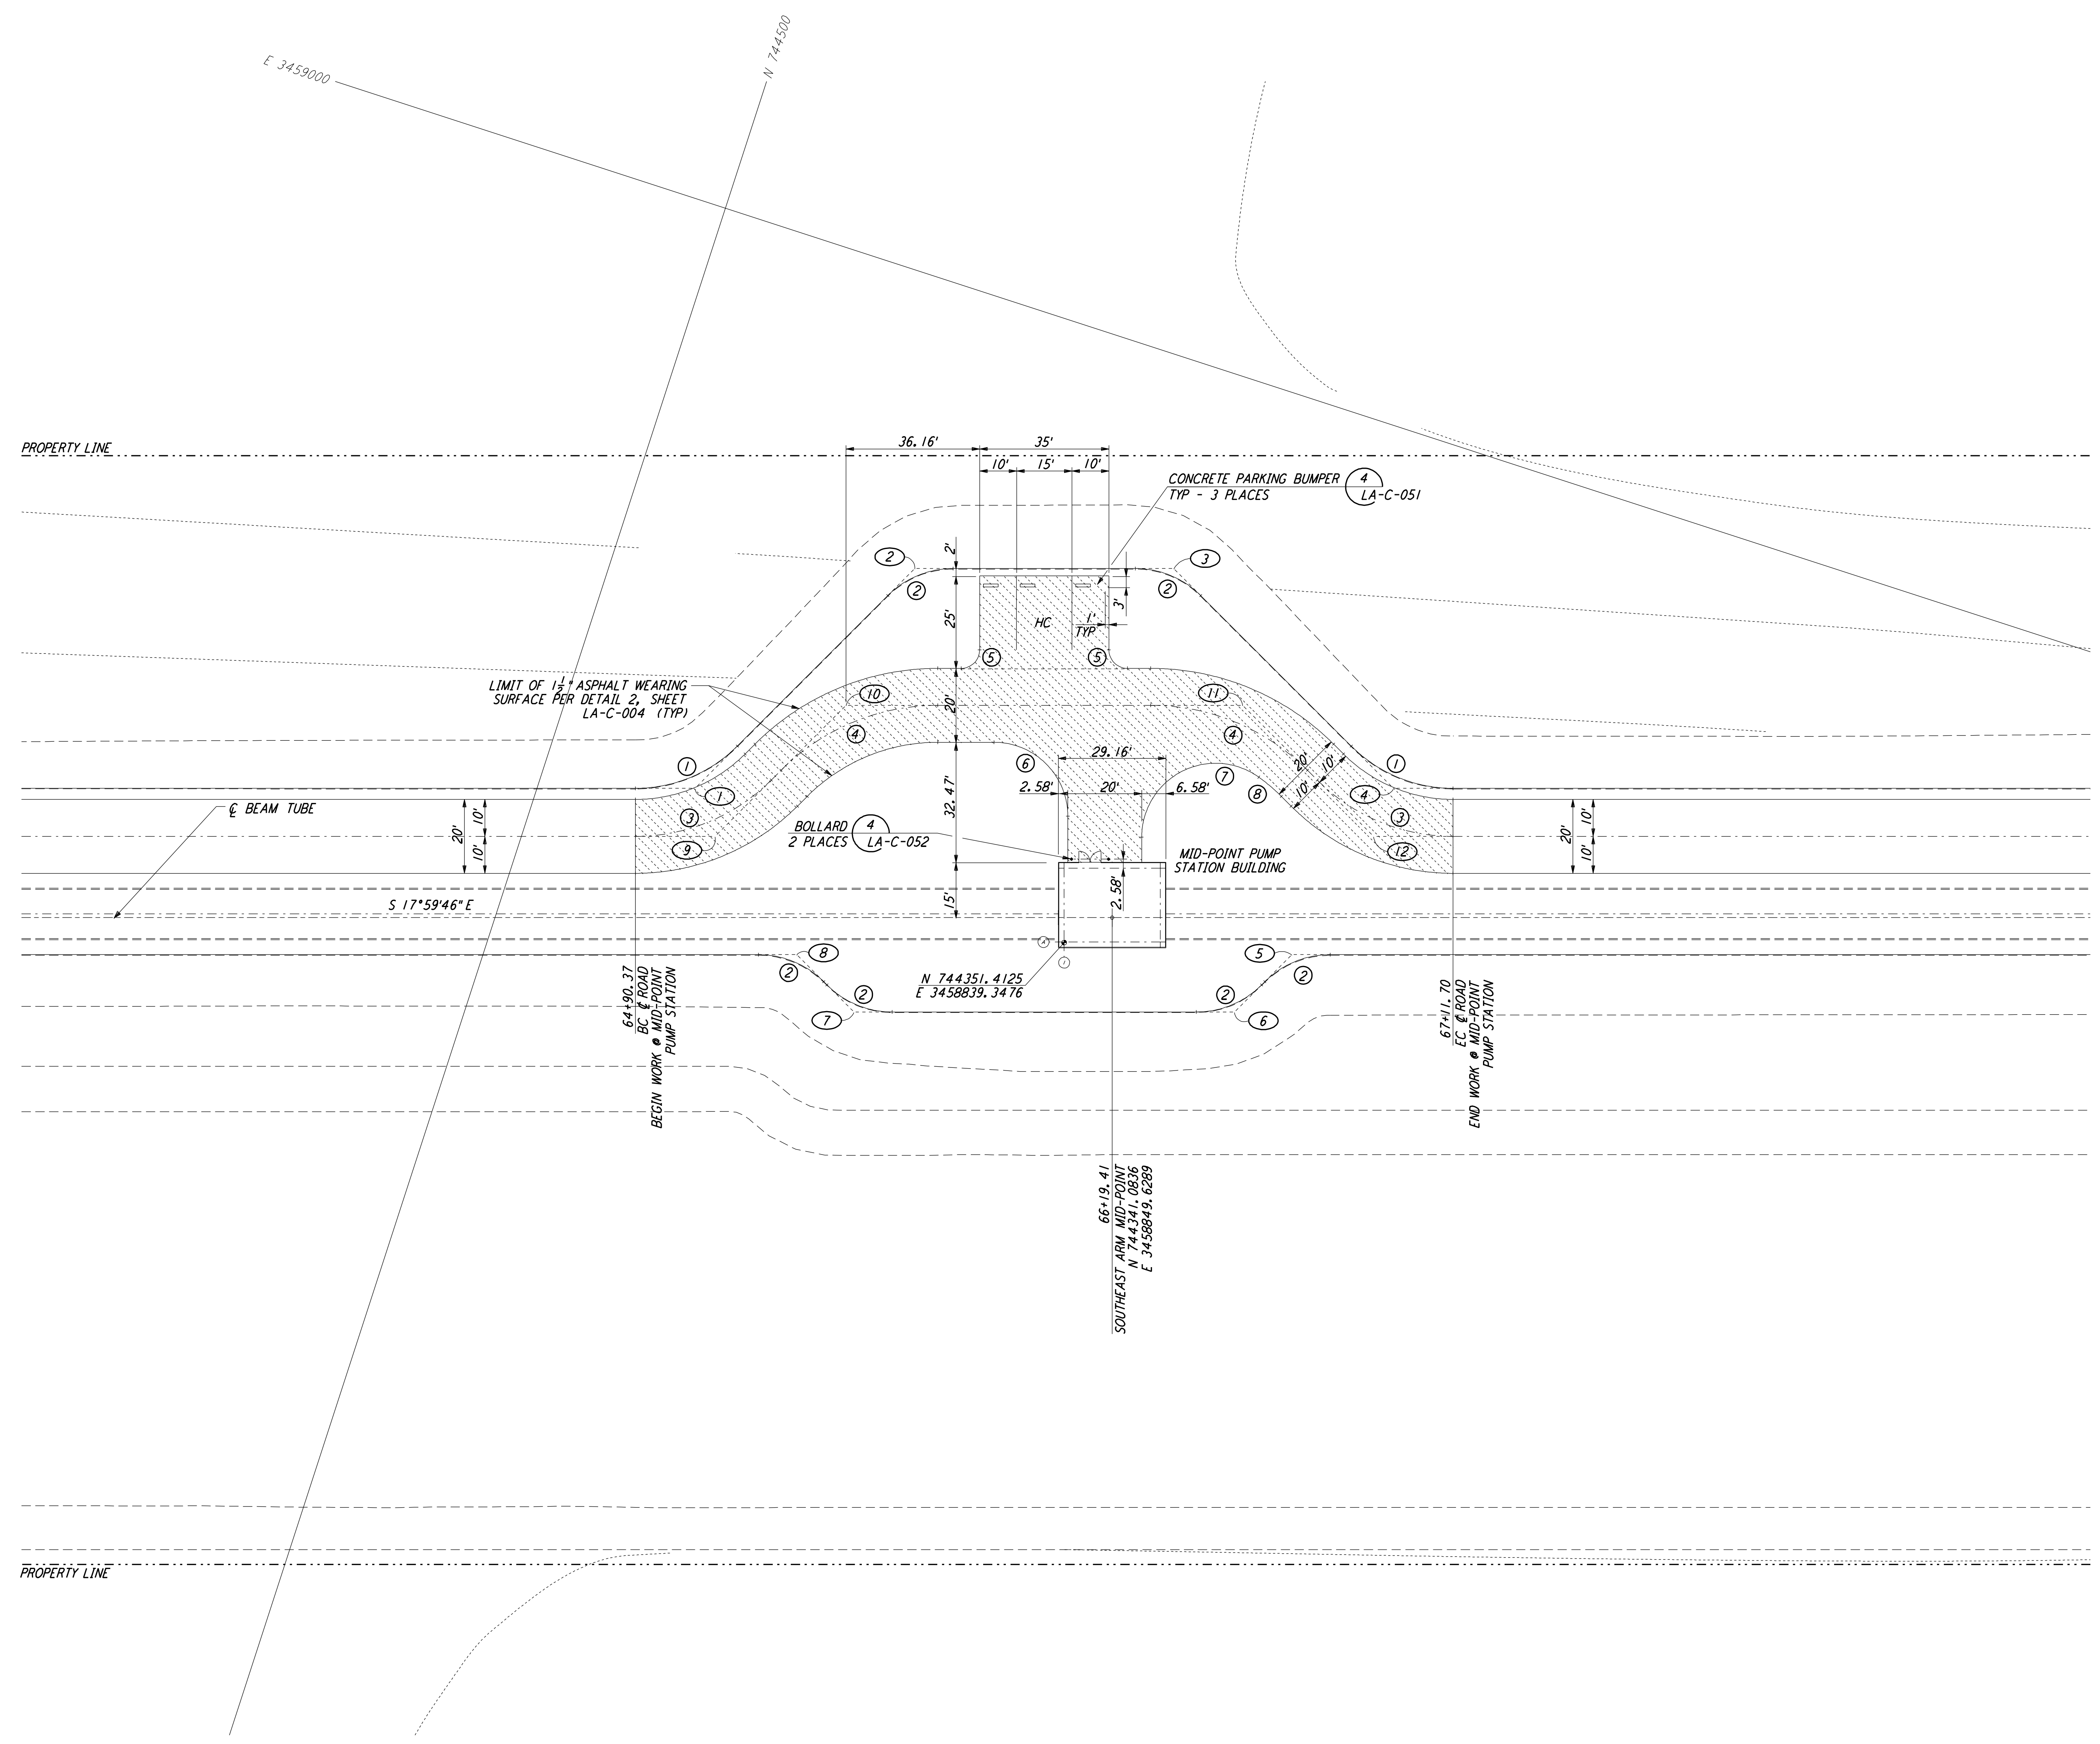 E 3459000
N 744500
PROPERTY LINE
36.16'
35'
10'
15'
10'
CONCRETE PARKING BUMPER
TYP - 3 PLACES
4
LA-C-051
2'
2
3
2
2
25'
3'
HC
1'
TYP
5
5
LIMIT OF 1 1/2" ASPHALT WEARING
SURFACE PER DETAIL 2, SHEET
LA-C-004 (TYP)
10
11
20'
4
4
1
1
29.16'
6
7
8
20'
10'
10'
1
4
2.58'
20'
6.58'
32.47'
℄ BEAM TUBE
20'
10'
10'
3
9
BOLLARD
2 PLACES
4
LA-C-052
3
12
20'
10'
10'
MID-POINT PUMP
STATION BUILDING
2.58'
15'
S 17°59'46" E
8
5
2
2
N 744351.4125
E 3458839.3476
2
2
7
6
64+90.37
BC ℄ ROAD
BEGIN WORK @ MID-POINT
PUMP STATION
67+11.70
EC ℄ ROAD
END WORK @ MID-POINT
PUMP STATION
66+19.41
SOUTHEAST ARM MID-POINT
N 744341.0836
E 3458849.6289
PROPERTY LINE